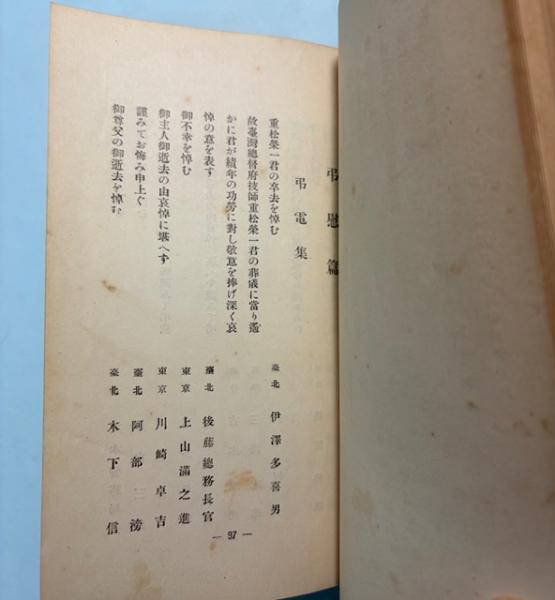 弔慰篇
弔電集
重松榮一君の卒去を悼む
臺北 伊澤多喜男
故臺灣總督府技師重松榮一君の葬儀に當り遙
かに君が績年の功勞に對し敬意を捧げ深く哀
悼の意を表す
臺北 後藤總務長官
御不幸を悼む
東京 上山滿之進
御主人御逝去の由哀悼に堪へず
東京 川崎卓吉
謹みてお悔み申上ぐ
臺北 阿部滂
御尊父の御逝去を悼む
臺北 木下信
— 97 —